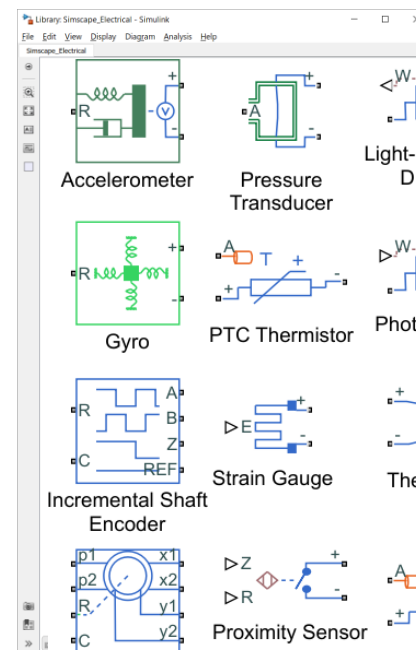 Library: Simscape_Electrical - Simulink
File Edit View Display Diagram Analysis Help
Simscape_Electrical
R + -
Accelerometer
A + -
Pressure
Transducer
W
Light-
D
R + -
Gyro
A T + + -
PTC Thermistor
W
Phot
R A
B
C Z
REF
Incremental Shaft
Encoder
E + -
Strain Gauge
+
-
The
p1 x1
p2 x2
R y1
C y2
Z +
R -
Proximity Sensor
A
+